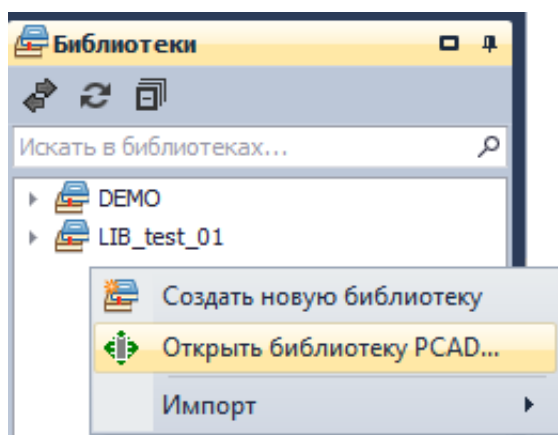 Библиотеки
Искать в библиотеках...
DEMO
LIB_test_01
Создать новую библиотеку
Открыть библиотеку PCAD...
Импорт